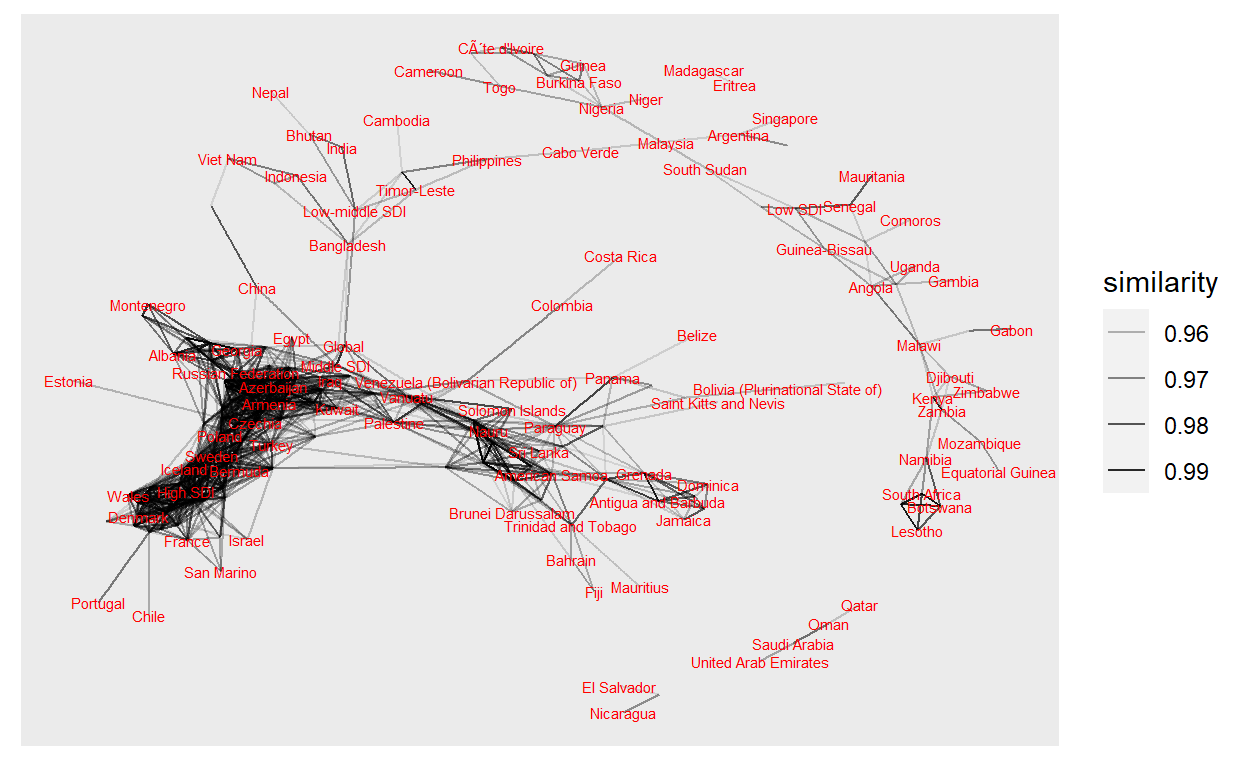 CÃ´te d'Ivoire
Guinea
Cameroon
Madagascar
Burkina Faso
Eritrea
Togo
Nepal
Niger
Nigeria
Singapore
Cambodia
Bhutan
Argentina
India
Malaysia
Cabo Verde
Viet Nam
Philippines
South Sudan
Indonesia
Mauritania
Timor-Leste
Low-middle SDI
Low SDI
Senegal
Comoros
Bangladesh
Guinea-Bissau
Costa Rica
Uganda
Gambia
China
Angola
similarity
Montenegro
Colombia
Gabon
0.96
Belize
Egypt
Global
Malawi
Georgia
Albania
Middle SDI
Russian Federation
0.97
Estonia
Iraq
Venezuela (Bolivarian Republic of)
Panama
Djibouti
Azerbaijan
Bolivia (Plurinational State of)
Zimbabwe
Vanuatu
Kenya
Armenia
Saint Kitts and Nevis
Kuwait
Solomon Islands
Zambia
Czechia
Palestine
Paraguay
0.98
Nauru
Poland
Turkey
Mozambique
Sri Lanka
Sweden
Namibia
Iceland
Bermuda
0.99
American Samoa
Grenada
Equatorial Guinea
Dominica
High SDI
Wales
South Africa
Antigua and Barbuda
Botswana
Brunei Darussalam
Denmark
Jamaica
Trinidad and Tobago
Lesotho
France
Israel
Bahrain
San Marino
Mauritius
Fiji
Portugal
Qatar
Chile
Oman
Saudi Arabia
United Arab Emirates
El Salvador
Nicaragua